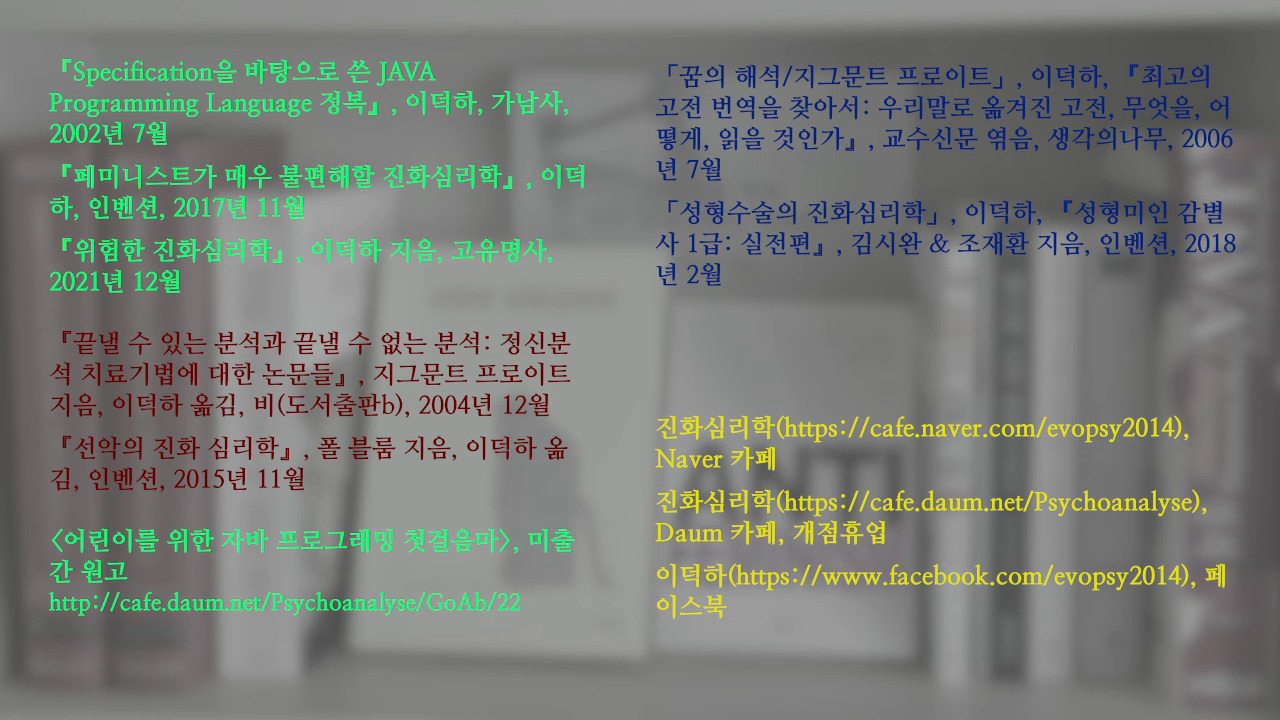 『Specification을 바탕으로 쓴 JAVA
Programming Language 정복』, 이덕하, 가남사,
2002년 7월
『페미니스트가 매우 불편해할 진화심리학』, 이덕
하, 인벤션, 2017년 11월
『위험한 진화심리학』, 이덕하 지음, 고유명사,
2021년 12월
『끝낼 수 있는 분석과 끝낼 수 없는 분석: 정신분
석 치료기법에 대한 논문들』, 지그문트 프로이트
지음, 이덕하 옮김, 비(도서출판b), 2004년 12월
『선악의 진화 심리학』, 폴 블룸 지음, 이덕하 옮
김, 인벤션, 2015년 11월
<어린이를 위한 자바 프로그래밍 첫걸음마>, 미출
간 원고
http://cafe.daum.net/Psychoanalyse/GoAb/22
「꿈의 해석/지그문트 프로이트」, 이덕하, 『최고의
고전 번역을 찾아서: 우리말로 옮겨진 고전, 무엇을, 어
떻게, 읽을 것인가』, 교수신문 엮음, 생각의나무, 2006
년 7월
「성형수술의 진화심리학」, 이덕하, 『성형미인 감별
사 1급: 실전편』, 김시완 & 조재환 지음, 인벤션, 2018
년 2월
진화심리학(https://cafe.naver.com/evopsy2014),
Naver 카페
진화심리학(https://cafe.daum.net/Psychoanalyse),
Daum 카페, 개점휴업
이덕하(https://www.facebook.com/evopsy2014), 페
이스북